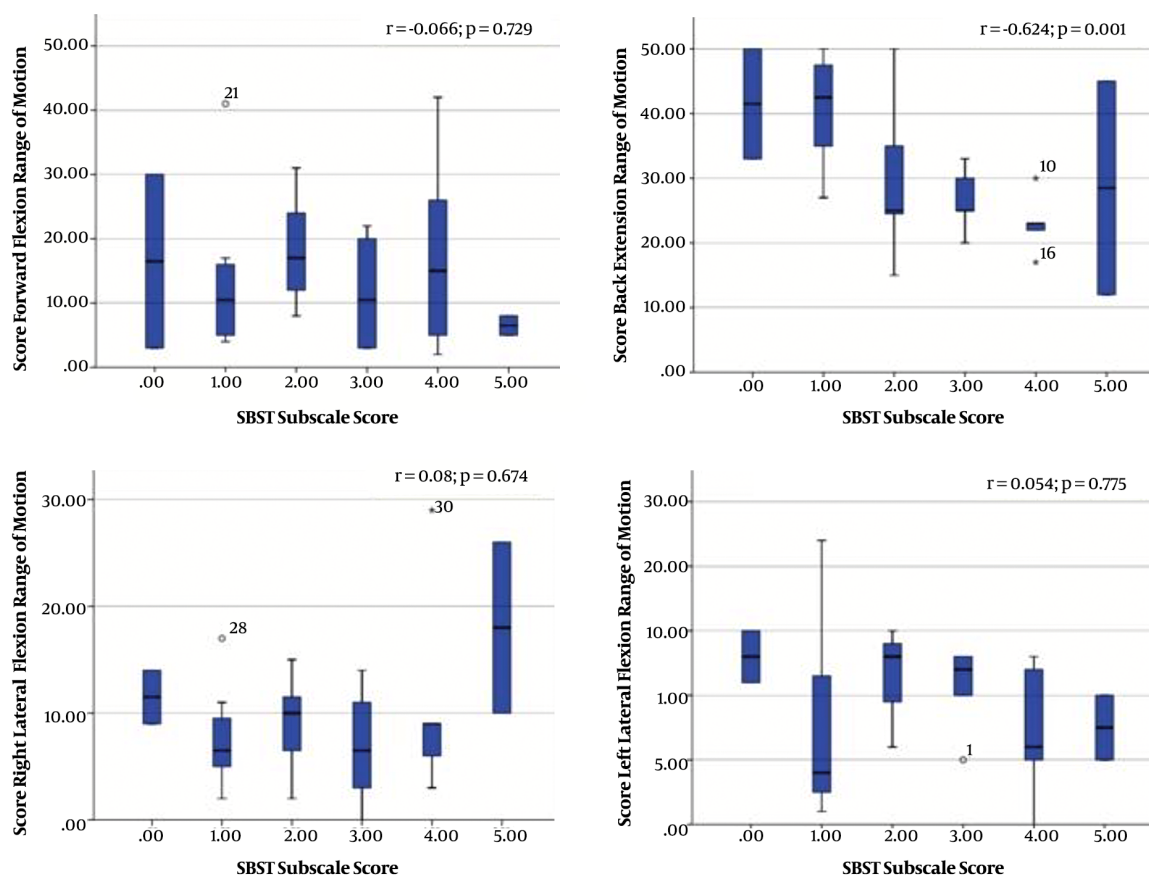 r = -0.066; p = 0.729
Score Forward Flexion Range of Motion
50.00
40.00
30.00
20.00
10.00
.00
21
.00 1.00 2.00 3.00 4.00 5.00
SBST Subscale Score
r = -0.624; p = 0.001
Score Back Extension Range of Motion
50.00
40.00
30.00
20.00
10.00
.00
10
16
.00 1.00 2.00 3.00 4.00 5.00
SBST Subscale Score
r = 0.08; p = 0.674
Score Right Lateral Flexion Range of Motion
30.00
20.00
10.00
.00
28
30
.00 1.00 2.00 3.00 4.00 5.00
SBST Subscale Score
r = 0.054; p = 0.775
Score Left Lateral Flexion Range of Motion
30.00
20.00
10.00
1.00
5.00
.00
1
.00 1.00 2.00 3.00 4.00 5.00
SBST Subscale Score